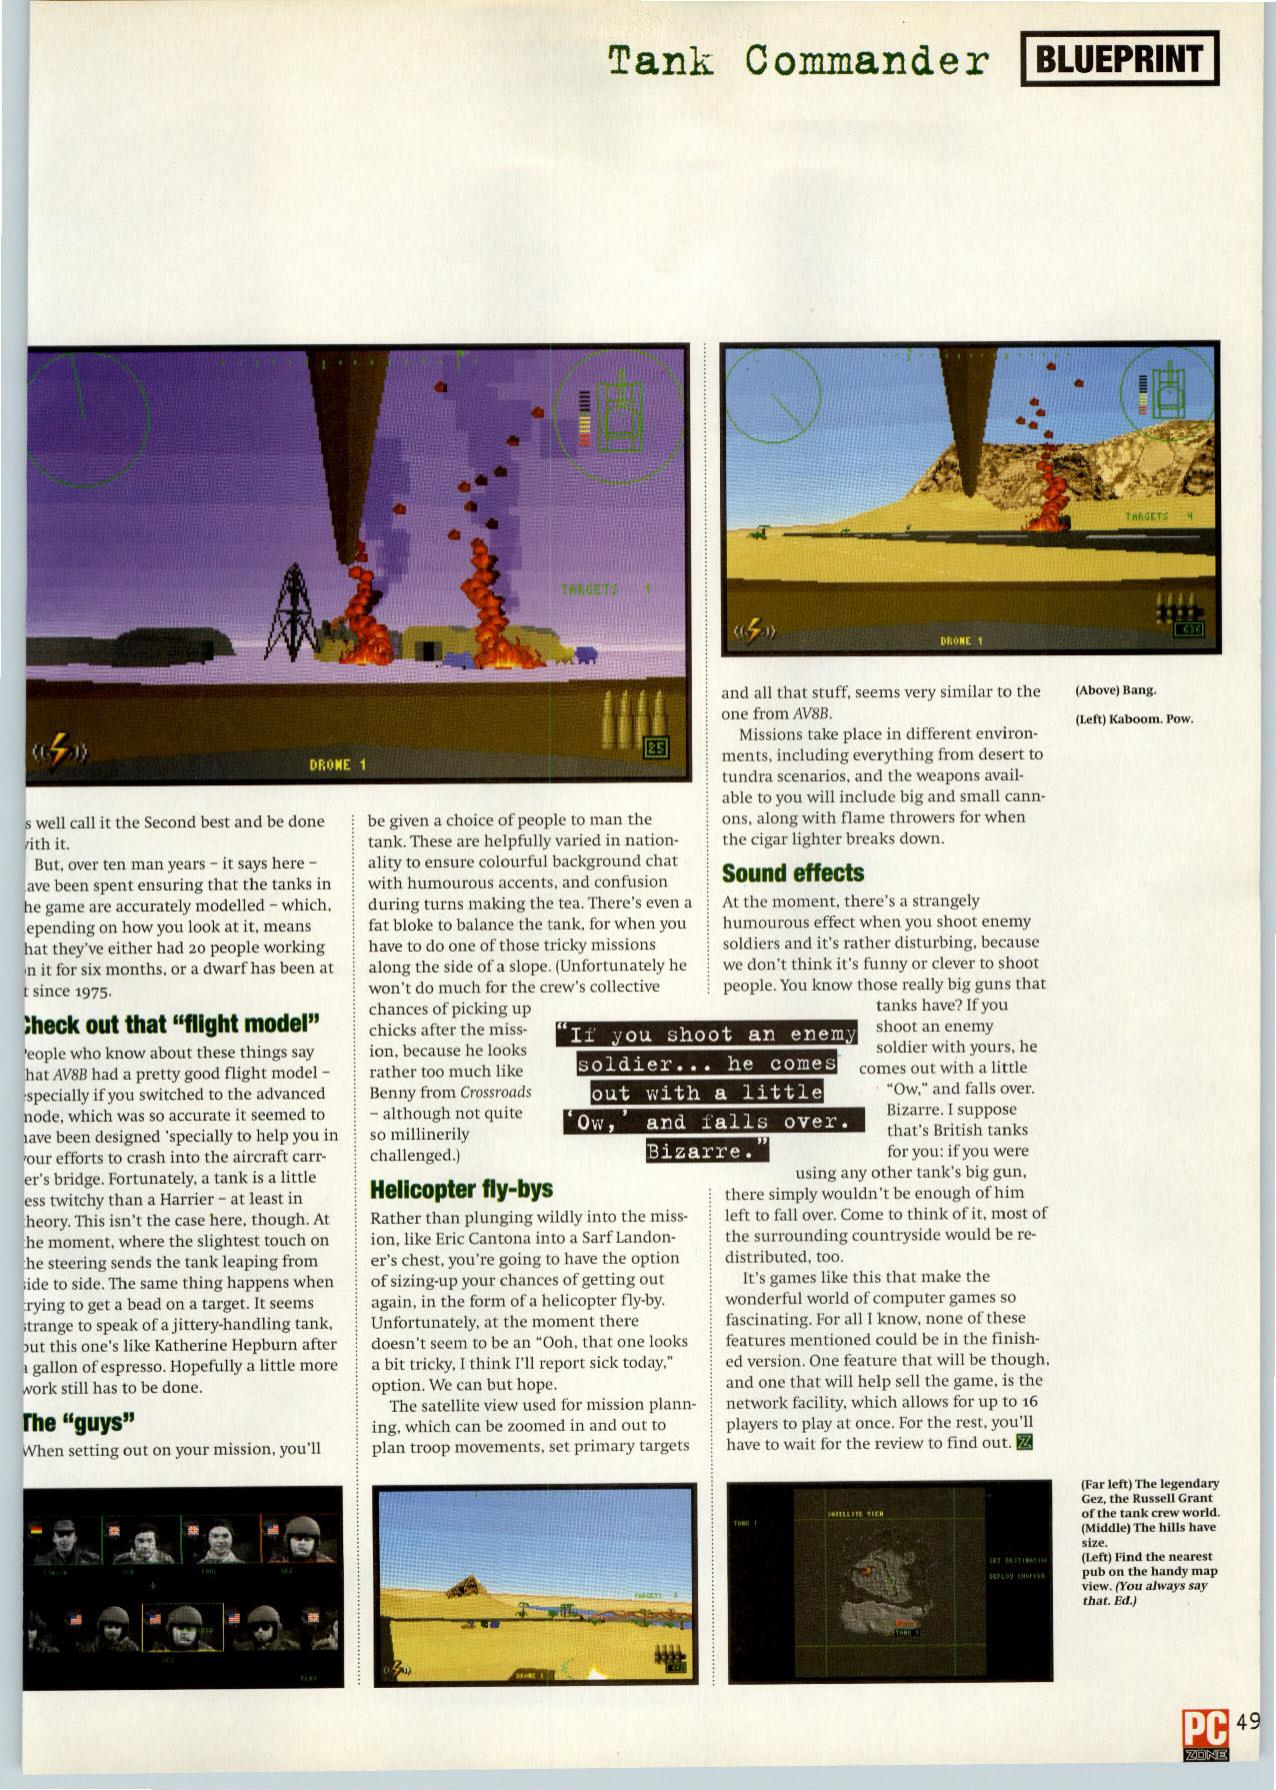 Tank Commander
BLUEPRINT
TARGETS 1
25
DRONE 1
TARGETS 4
636
DRONE 1
well call it the Second best and be done
it.
But, over ten man years – it says here –
been spent ensuring that the tanks in
game are accurately modelled – which,
on how you look at it, means
they've either had 20 people working
it for six months, or a dwarf has been at
since 1975.
out that “flight model”
who know about these things say
AV8B had a pretty good flight model –
if you switched to the advanced
which was so accurate it seemed to
been designed 'specially to help you in
efforts to crash into the aircraft carr-
er's bridge. Fortunately, a tank is a little
twitchy than a Harrier – at least in
This isn't the case here, though. At
moment, where the slightest touch on
steering sends the tank leaping from
to side. The same thing happens when
to get a bead on a target. It seems
to speak of a jittery-handling tank,
this one's like Katherine Hepburn after
gallon of espresso. Hopefully a little more
work still has to be done.
The “guys”
When setting out on your mission, you'll
be given a choice of people to man the
tank. These are helpfully varied in nation-
ality to ensure colourful background chat
with humourous accents, and confusion
during turns making the tea. There's even a
fat bloke to balance the tank, for when you
have to do one of those tricky missions
along the side of a slope. (Unfortunately he
won't do much for the crew's collective
chances of picking up
chicks after the miss-
ion, because he looks
rather too much like
Benny from Crossroads
– although not quite
so millinerily
challenged.)
Helicopter fly-bys
Rather than plunging wildly into the miss-
ion, like Eric Cantona into a Sarf Landon-
er's chest, you're going to have the option
of sizing-up your chances of getting out
again, in the form of a helicopter fly-by.
Unfortunately, at the moment there
doesn't seem to be an “Ooh, that one looks
a bit tricky, I think I'll report sick today,”
option. We can but hope.
The satellite view used for mission plann-
ing, which can be zoomed in and out to
plan troop movements, set primary targets
“If you shoot an enemy
soldier... he comes
out with a little
‘Ow,’ and falls over.
Bizarre.”
and all that stuff, seems very similar to the
one from AV8B.
Missions take place in different environ-
ments, including everything from desert to
tundra scenarios, and the weapons avail-
able to you will include big and small cann-
ons, along with flame throwers for when
the cigar lighter breaks down.
Sound effects
At the moment, there's a strangely
humourous effect when you shoot enemy
soldiers and it's rather disturbing, because
we don't think it's funny or clever to shoot
people. You know those really big guns that
tanks have? If you
shoot an enemy
soldier with yours, he
comes out with a little
“Ow,” and falls over.
Bizarre. I suppose
that's British tanks
for you: if you were
using any other tank's big gun,
there simply wouldn't be enough of him
left to fall over. Come to think of it, most of
the surrounding countryside would be re-
distributed, too.
It's games like this that make the
wonderful world of computer games so
fascinating. For all I know, none of these
features mentioned could be in the finish-
ed version. One feature that will be though,
and one that will help sell the game, is the
network facility, which allows for up to 16
players to play at once. For the rest, you'll
have to wait for the review to find out. Z
(Above) Bang.
(Left) Kaboom. Pow.
GEZ
PLAY
DRONE 1
SATELLITE VIEW
TANK 1
SET DESTINATION
DEPLOY CHOPPER
TANK 1
(Far left) The legendary
Gez, the Russell Grant
of the tank crew world.
(Middle) The hills have
size.
(Left) Find the nearest
pub on the handy map
view. (You always say
that. Ed.)
PC
ZONE
49